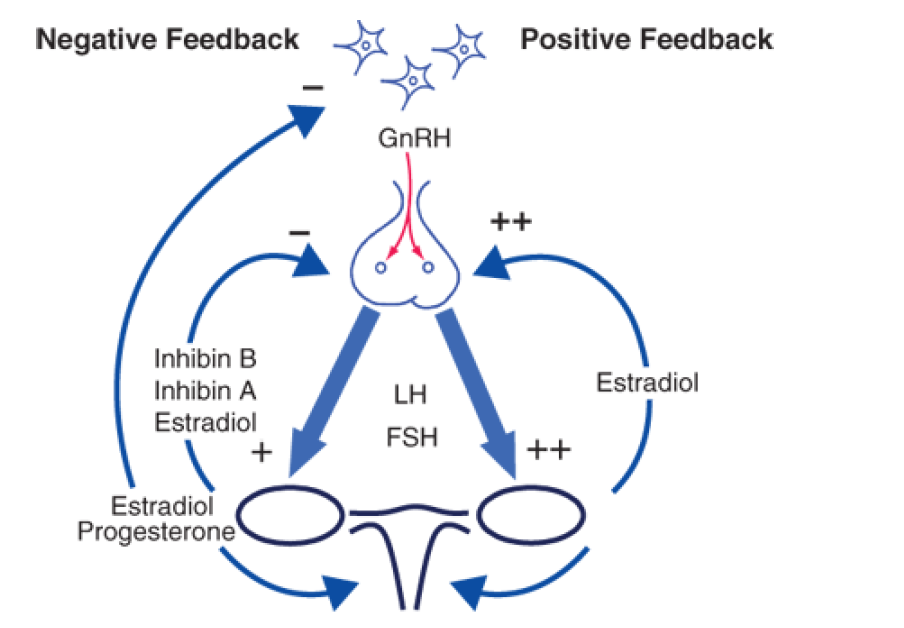 Negative Feedback
Positive Feedback
–
GnRH
–
++
Inhibin B
Inhibin A
Estradiol
LH
FSH
Estradiol
+
++
Estradiol
Progesterone